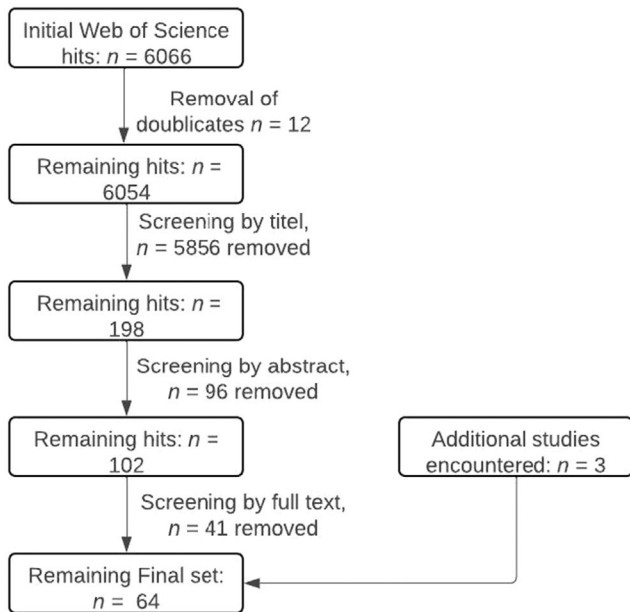 Initial Web of Science
hits: n = 6066
Removal of
doublicates n = 12
Remaining hits: n =
6054
Screening by titel,
n = 5856 removed
Remaining hits: n =
198
Screening by abstract,
n = 96 removed
Remaining hits: n =
102
Additional studies
encountered: n = 3
Screening by full text,
n = 41 removed
Remaining Final set:
n = 64